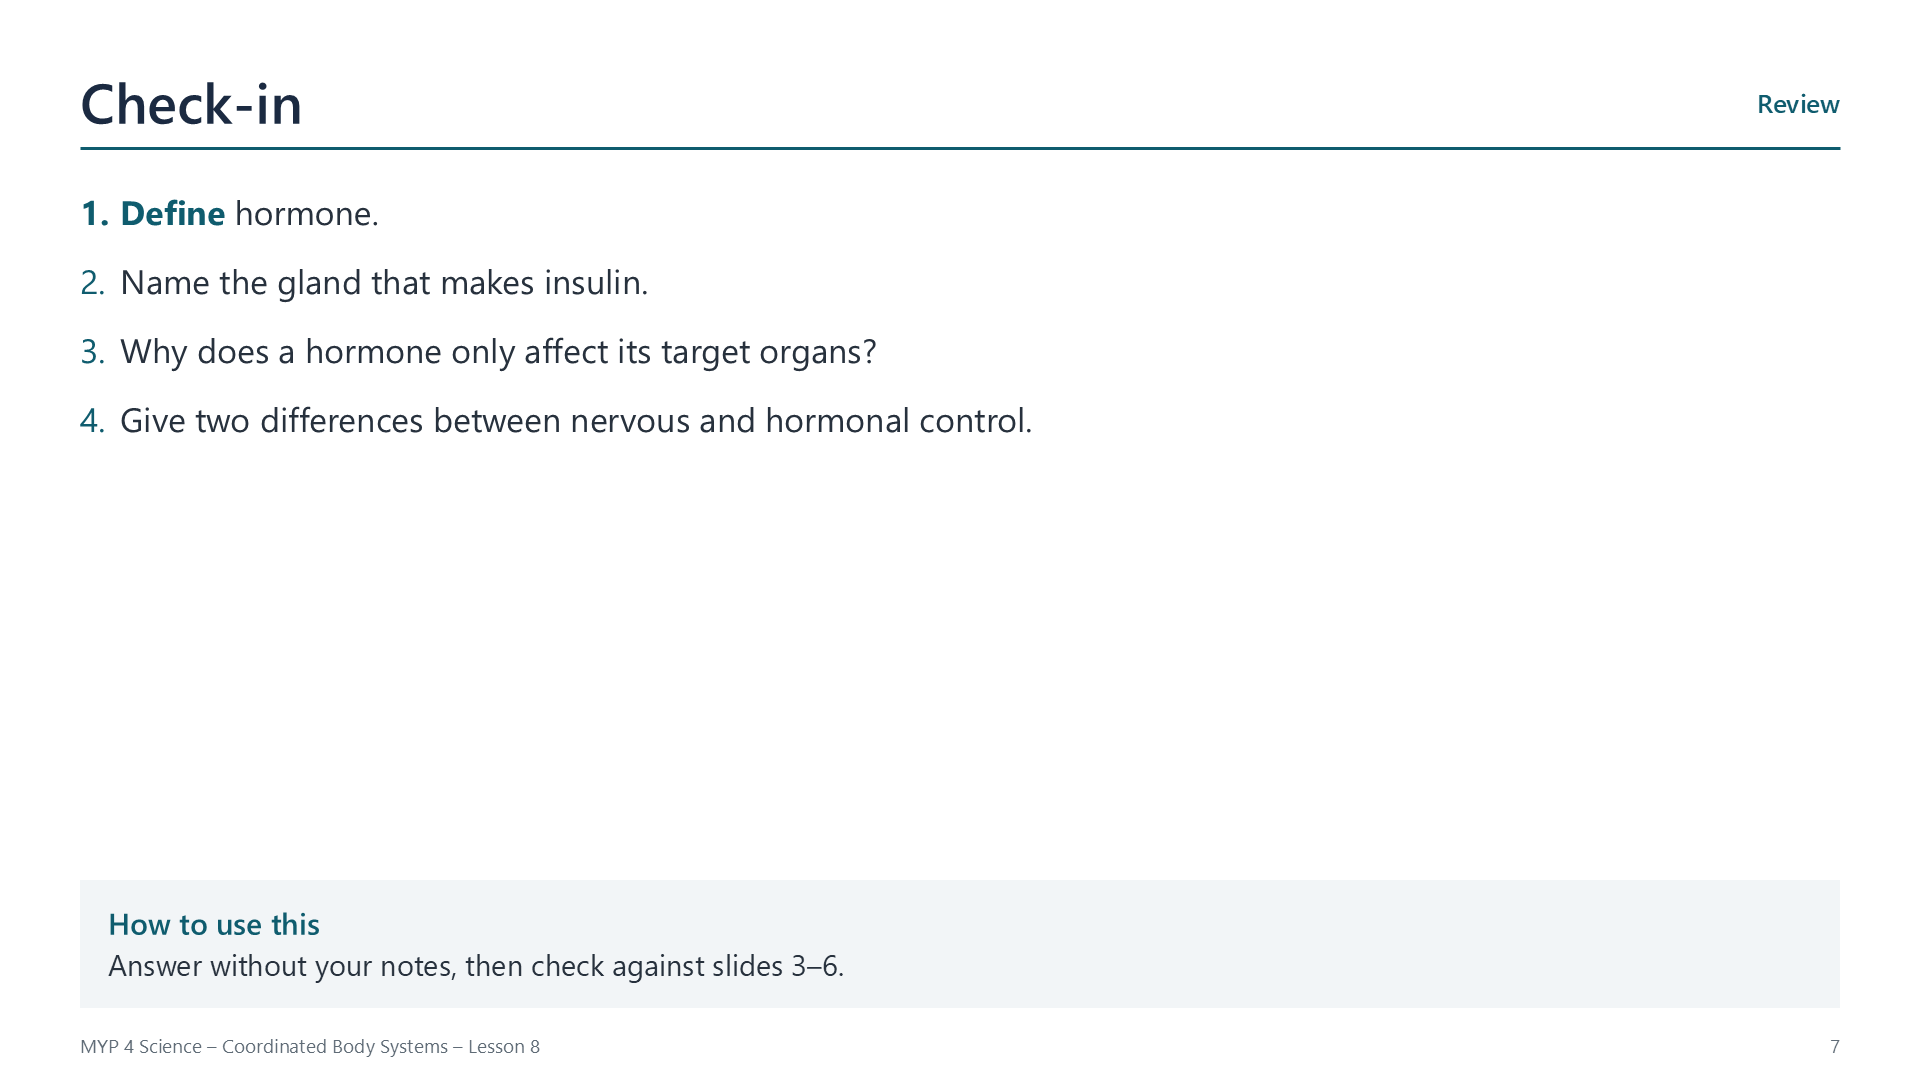 Check-in
Review
1. Define hormone.
2. Name the gland that makes insulin.
3. Why does a hormone only affect its target organs?
4. Give two differences between nervous and hormonal control.
How to use this
Answer without your notes, then check against slides 3–6.
MYP 4 Science – Coordinated Body Systems – Lesson 8
7